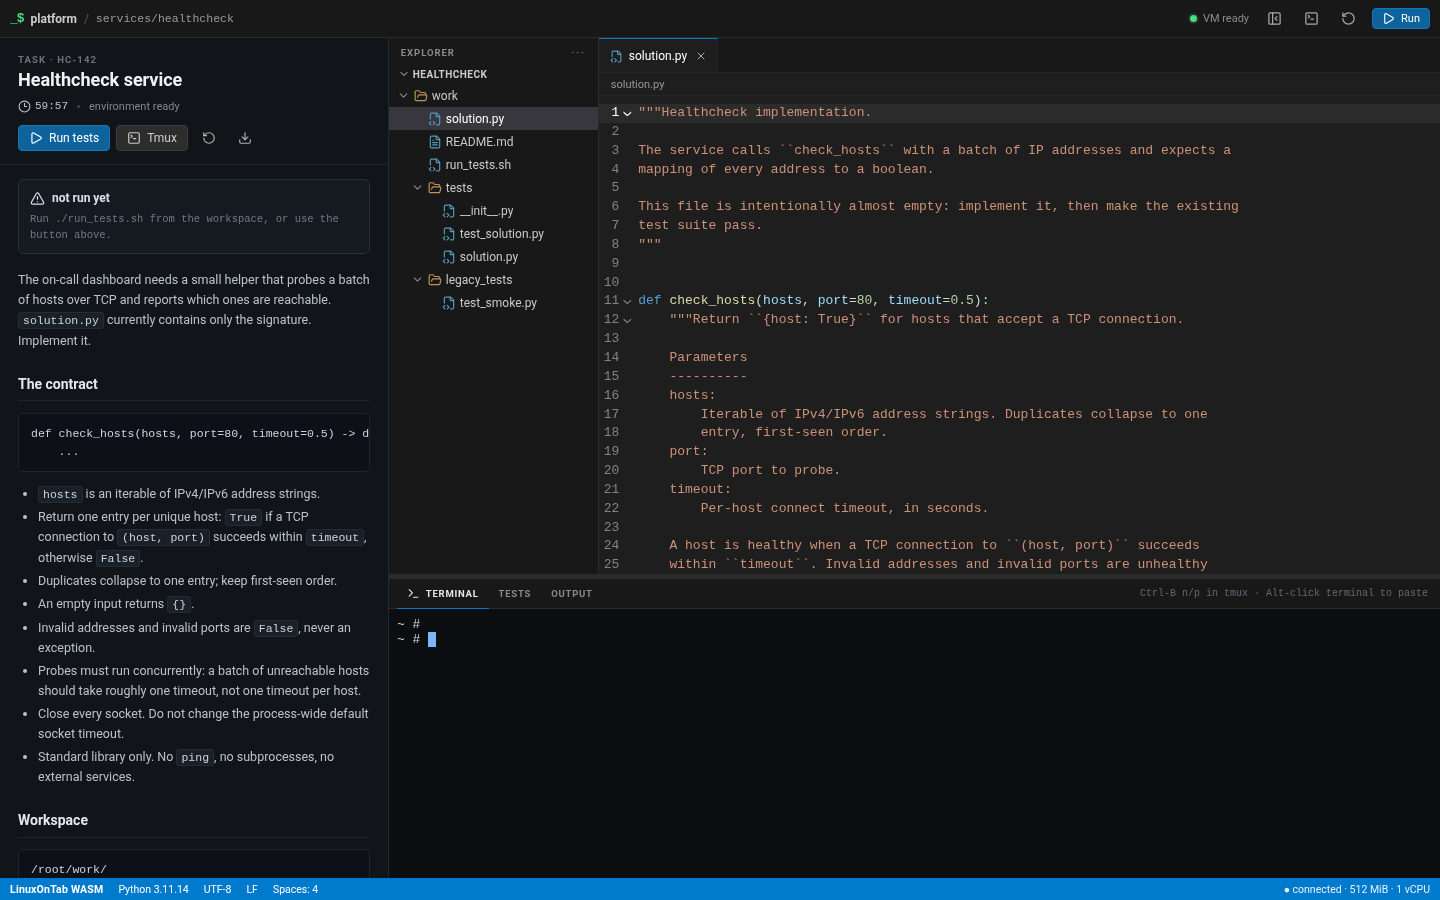 _$ platform / services/healthcheck
VM ready
Run
TASK · HC-142
Healthcheck service
59:57 • environment ready
Run tests
Tmux
not run yet
Run ./run_tests.sh from the workspace, or use the
button above.
The on-call dashboard needs a small helper that probes a batch
of hosts over TCP and reports which ones are reachable.
solution.py currently contains only the signature.
Implement it.
The contract
def check_hosts(hosts, port=80, timeout=0.5) -> d
...
• hosts is an iterable of IPv4/IPv6 address strings.
• Return one entry per unique host: True if a TCP
connection to (host, port) succeeds within timeout,
otherwise False.
• Duplicates collapse to one entry; keep first-seen order.
• An empty input returns {}.
• Invalid addresses and invalid ports are False, never an
exception.
• Probes must run concurrently: a batch of unreachable hosts
should take roughly one timeout, not one timeout per host.
• Close every socket. Do not change the process-wide default
socket timeout.
• Standard library only. No ping, no subprocesses, no
external services.
Workspace
/root/work/
EXPLORER ...
HEALTHCHECK
work
solution.py
README.md
run_tests.sh
tests
__init__.py
test_solution.py
solution.py
legacy_tests
test_smoke.py
solution.py
solution.py
1 """Healthcheck implementation.
2
3 The service calls ``check_hosts`` with a batch of IP addresses and expects a
4 mapping of every address to a boolean.
5
6 This file is intentionally almost empty: implement it, then make the existing
7 test suite pass.
8 """
9
10
11 def check_hosts(hosts, port=80, timeout=0.5):
12 """Return ``{host: True}`` for hosts that accept a TCP connection.
13
14 Parameters
15 ----------
16 hosts:
17 Iterable of IPv4/IPv6 address strings. Duplicates collapse to one
18 entry, first-seen order.
19 port:
20 TCP port to probe.
21 timeout:
22 Per-host connect timeout, in seconds.
23
24 A host is healthy when a TCP connection to ``(host, port)`` succeeds
25 within ``timeout``. Invalid addresses and invalid ports are unhealthy
TERMINAL TESTS OUTPUT
Ctrl-B n/p in tmux · Alt-click terminal to paste
~ #
~ #
LinuxOnTab WASM Python 3.11.14 UTF-8 LF Spaces: 4
● connected · 512 MiB · 1 vCPU